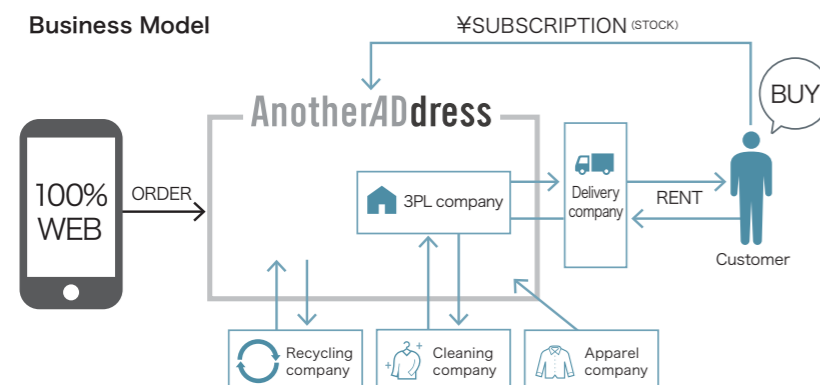 Business Model
¥SUBSCRIPTION (STOCK)
BUY
AnotherADdress
100%
WEB
ORDER
3PL company
Delivery
company
RENT
Customer
Recycling
company
Cleaning
company
Apparel
company